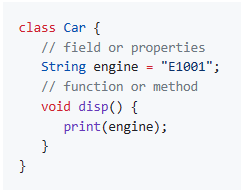 class Car {
   // field or properties
   String engine = "E1001";
   // function or method
   void disp() {
      print(engine);
   }
}